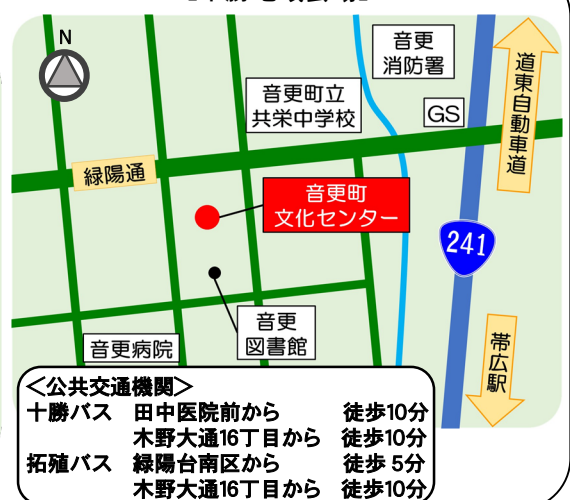 N
音更
消防署
道東自動車道
音更町立
共栄中学校
GS
緑陽通
音更町
文化センター
241
音更
図書館
音更病院
帯広駅
＜公共交通機関＞
十勝バス 田中医院前から 徒歩10分
木野大通16丁目から 徒歩10分
拓殖バス 緑陽台南区から 徒歩 5分
木野大通16丁目から 徒歩10分